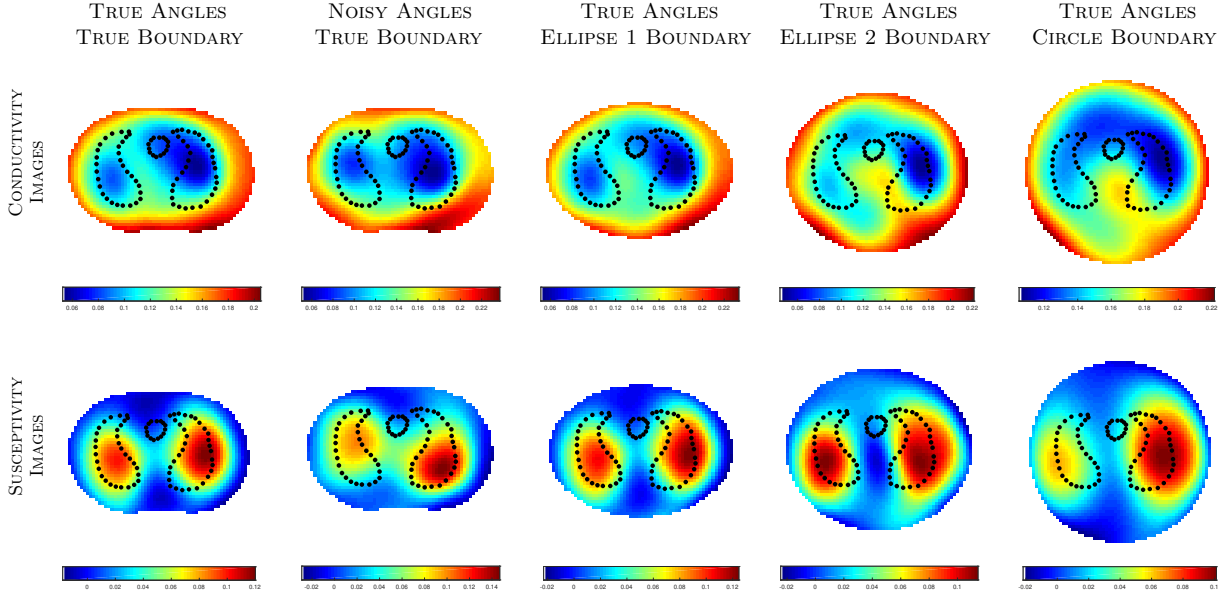 TRUE ANGLES
TRUE BOUNDARY
NOISY ANGLES
TRUE BOUNDARY
TRUE ANGLES
ELLIPSE 1 BOUNDARY
TRUE ANGLES
ELLIPSE 2 BOUNDARY
TRUE ANGLES
CIRCLE BOUNDARY
CONDUCTIVITY
IMAGES
0.06 0.08 0.1 0.12 0.14 0.16 0.18 0.2 0.22
0.06 0.08 0.1 0.12 0.14 0.16 0.18 0.2 0.22
0.06 0.08 0.1 0.12 0.14 0.16 0.18 0.2 0.22
0.06 0.08 0.1 0.12 0.14 0.16 0.18 0.2 0.22
0.12 0.14 0.16 0.18 0.2 0.22
SUSCEPTIVITY
IMAGES
0 0.02 0.04 0.06 0.08 0.1 0.12
-0.02 0 0.02 0.04 0.06 0.08 0.1 0.12 0.14
-0.02 0 0.02 0.04 0.06 0.08 0.1 0.12
-0.02 0 0.02 0.04 0.06 0.08 0.1
-0.02 0 0.02 0.04 0.06 0.08 0.1